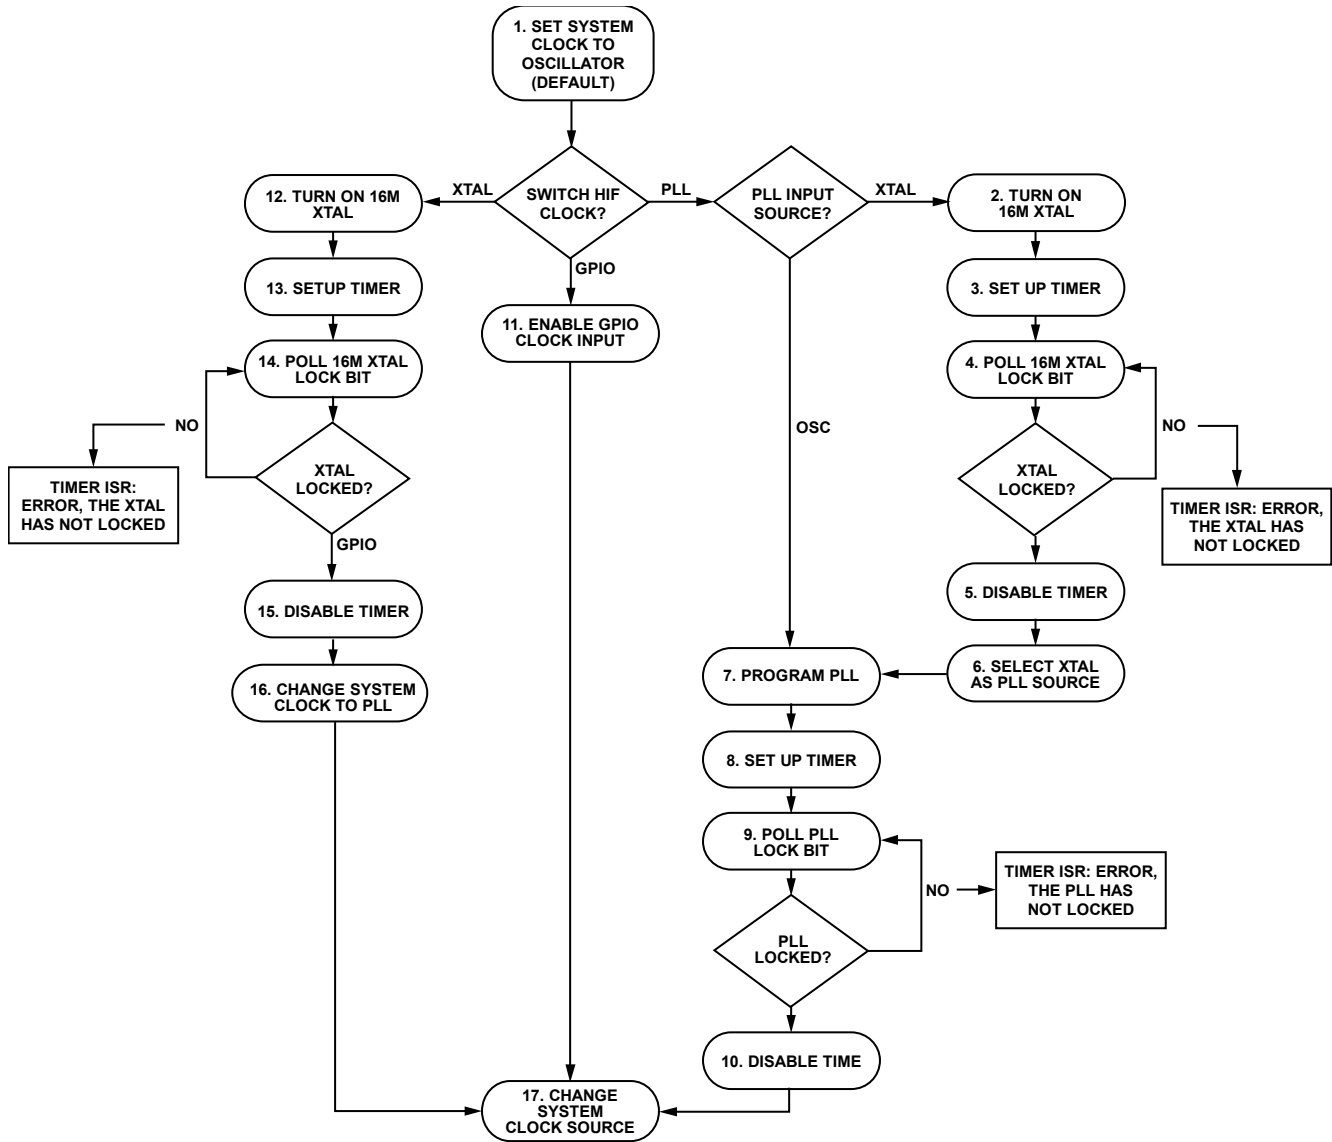 1. SET SYSTEM
CLOCK TO
OSCILLATOR
(DEFAULT)
12. TURN ON 16M
XTAL
XTAL
SWITCH HIF
CLOCK?
PLL
PLL INPUT
SOURCE?
XTAL
2. TURN ON
16M XTAL
GPIO
13. SETUP TIMER
11. ENABLE GPIO
CLOCK INPUT
3. SET UP TIMER
14. POLL 16M XTAL
LOCK BIT
4. POLL 16M XTAL
LOCK BIT
NO
OSC
NO
XTAL
LOCKED?
XTAL
LOCKED?
TIMER ISR:
ERROR, THE XTAL
HAS NOT LOCKED
TIMER ISR: ERROR,
THE XTAL HAS
NOT LOCKED
GPIO
15. DISABLE TIMER
5. DISABLE TIMER
16. CHANGE SYSTEM
CLOCK TO PLL
7. PROGRAM PLL
6. SELECT XTAL
AS PLL SOURCE
8. SET UP TIMER
9. POLL PLL
LOCK BIT
NO
TIMER ISR: ERROR,
THE PLL HAS
NOT LOCKED
PLL
LOCKED?
10. DISABLE TIME
17. CHANGE
SYSTEM
CLOCK SOURCE